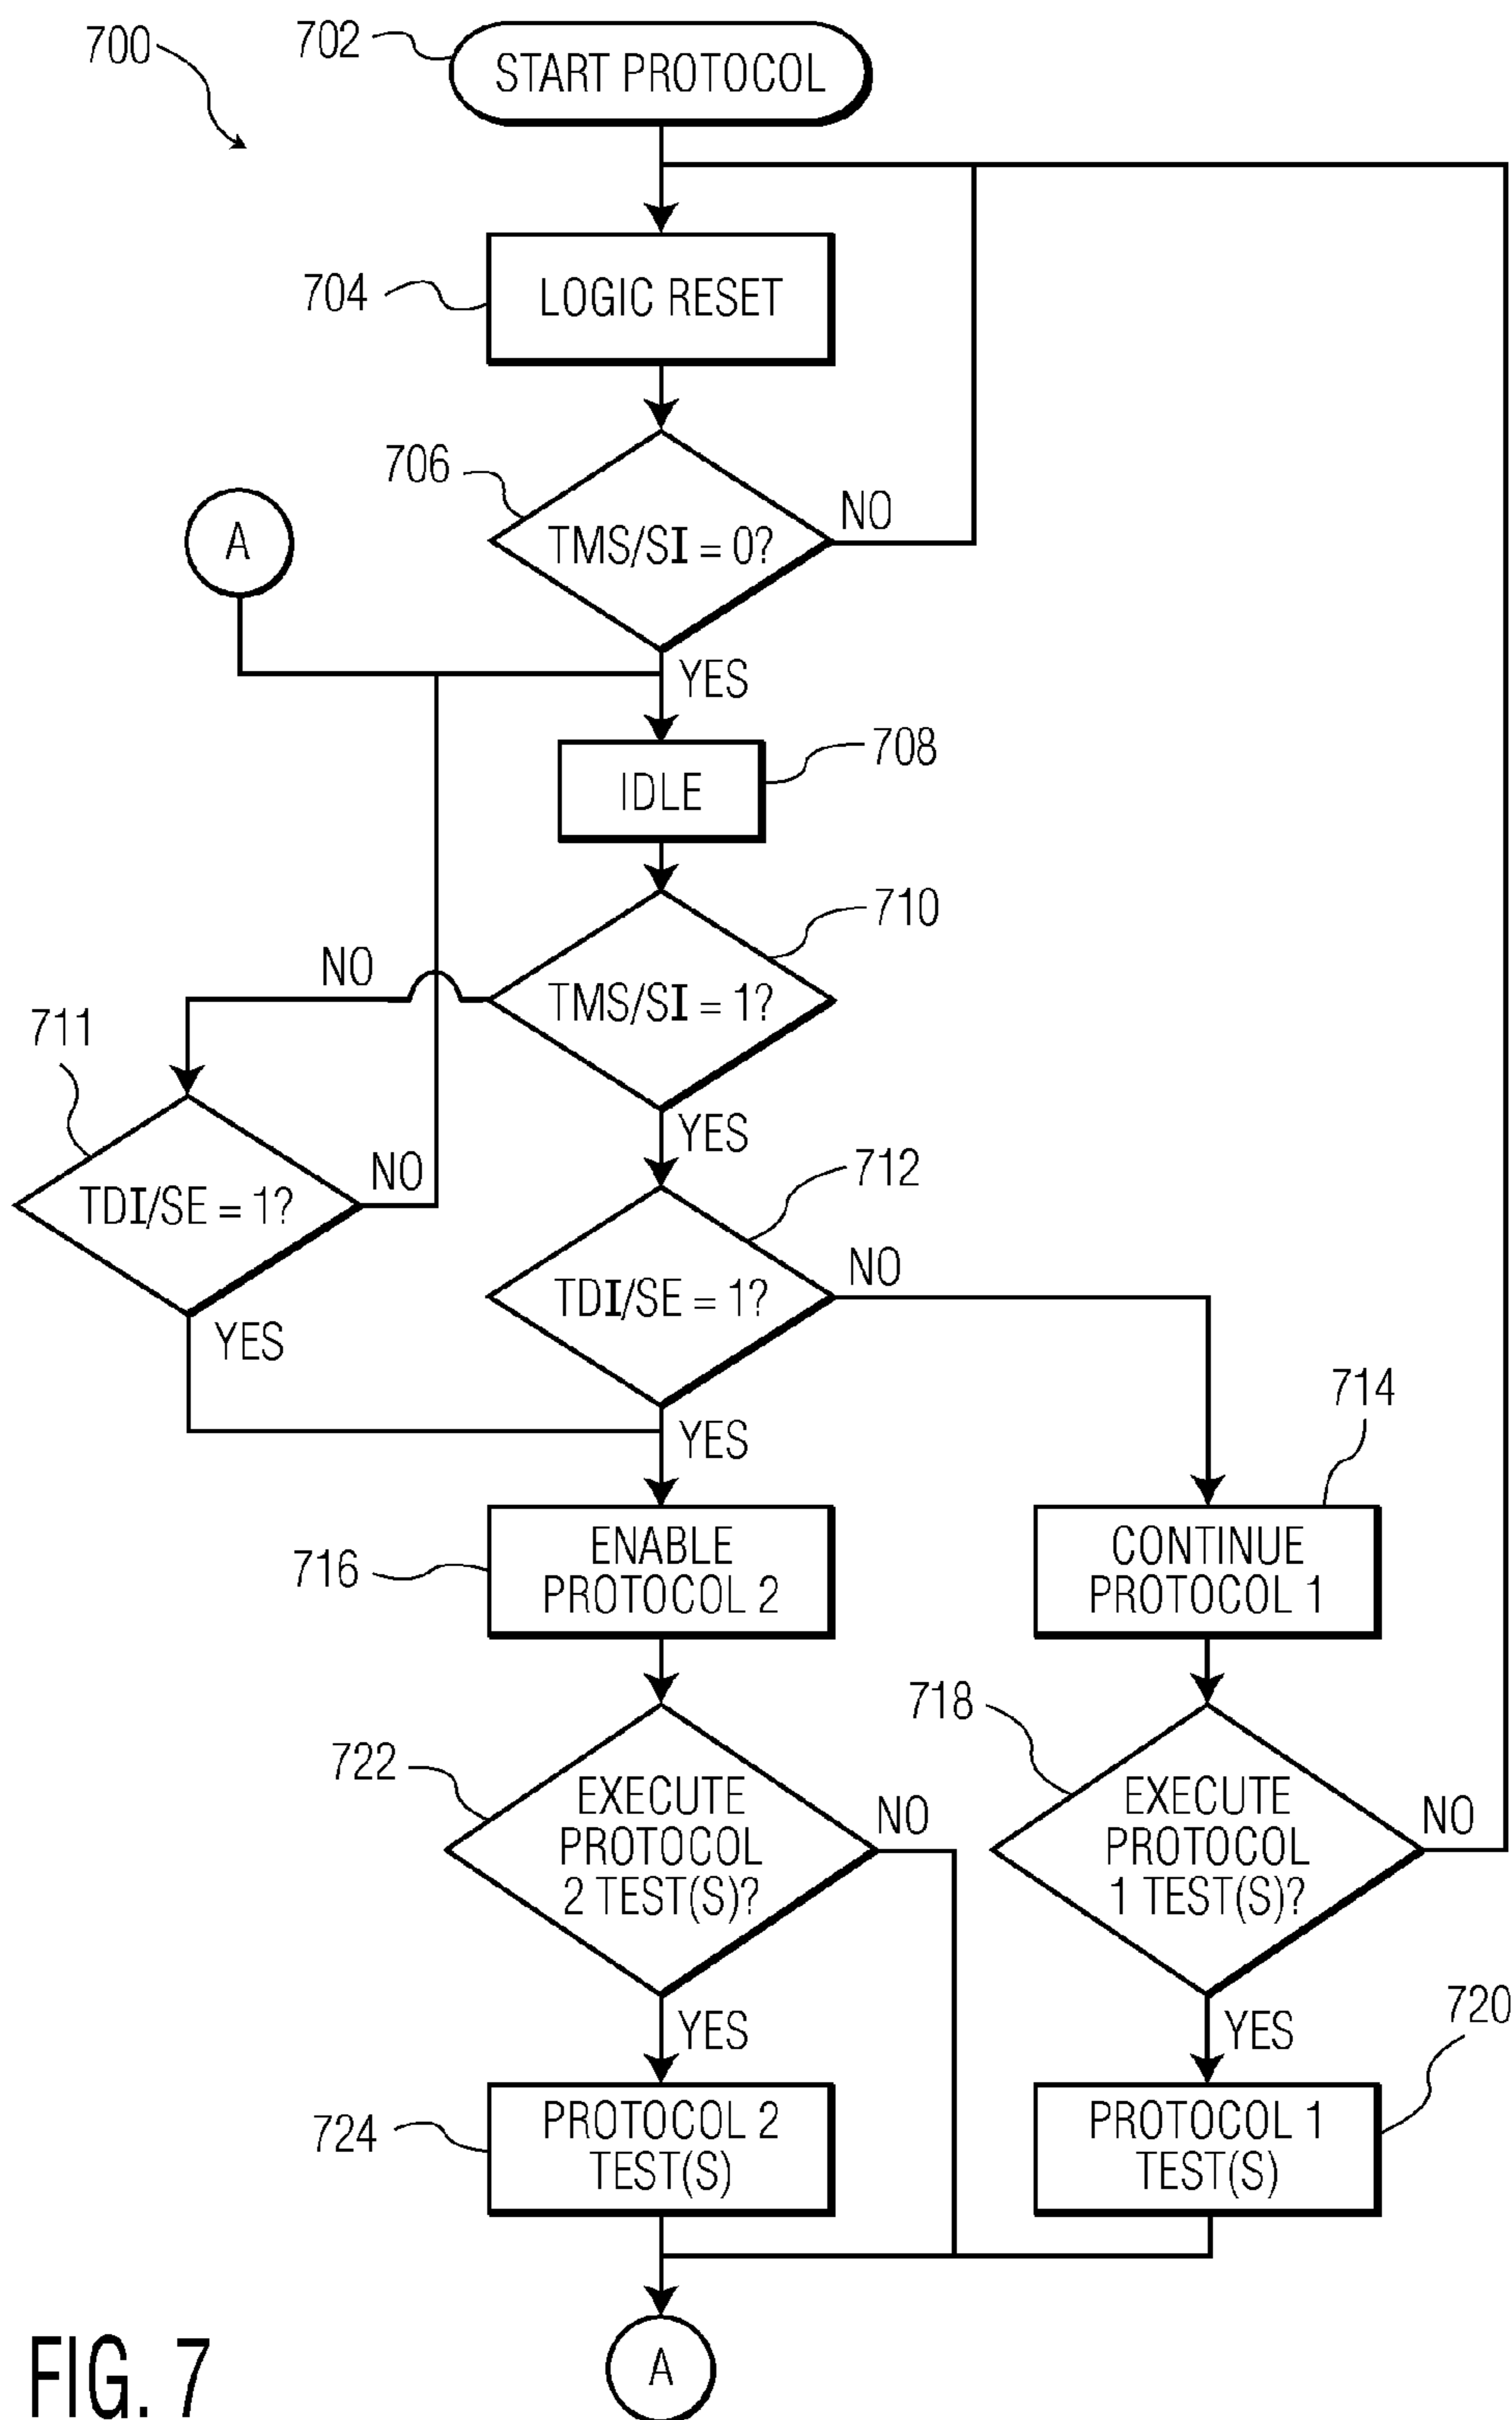 700
702
START PROTOCOL
704
LOGIC RESET
706
TMS/SI = 0?
NO
A
YES
IDLE
708
710
NO
TMS/SI = 1?
711
YES
NO
712
TDI/SE = 1?
NO
TDI/SE = 1?
YES
714
YES
716
ENABLE
PROTOCOL 2
CONTINUE
PROTOCOL 1
718
722
EXECUTE
PROTOCOL
2 TEST(S)?
NO
EXECUTE
PROTOCOL
1 TEST(S)?
NO
YES
YES
720
724
PROTOCOL 2
TEST(S)
PROTOCOL 1
TEST(S)
A
FIG. 7